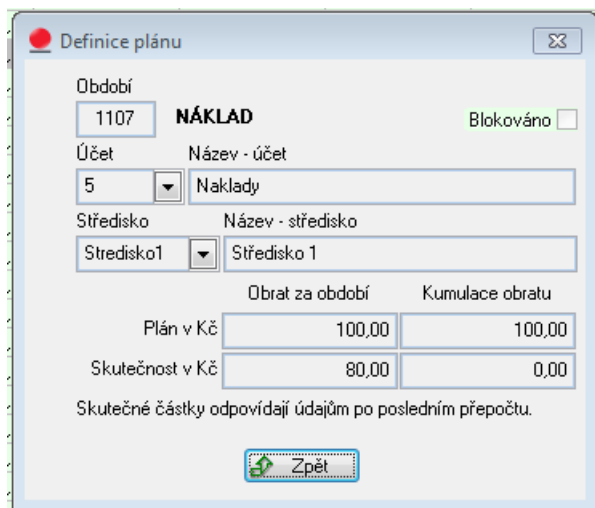 Definice plánu
Období
1107 NÁKLAD Blokováno
Účet Název - účet
5 Naklady
Středisko Název - středisko
Stredisko1 Středisko 1
Obrat za období Kumulace obratu
Plán v Kč 100,00 100,00
Skutečnost v Kč 80,00 0,00
Skutečné částky odpovídají údajům po posledním přepočtu.
Zpět